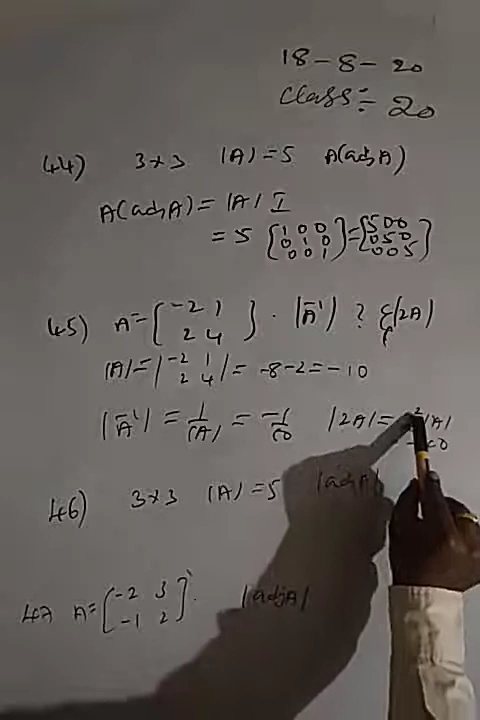 18-8-20
class:- 20
44) 3×3 |A|=5 A(adjA)
A(adjA) = |A| I
= 5 [1 0 0 0 1 0 0 0 1] = [5 0 0 0 5 0 0 0 5]
45) A = [-2 1 2 4] . |A⁻¹| ? & |2A|
|A| = |-2 1 2 4| = -8-2 = -10
|A⁻¹| = 1/|A| = -1/10 |2A| = 2|A|
46) 3×3 |A|=5 |adjA|
47 A = [-2 3 -1 2] . |adjA|